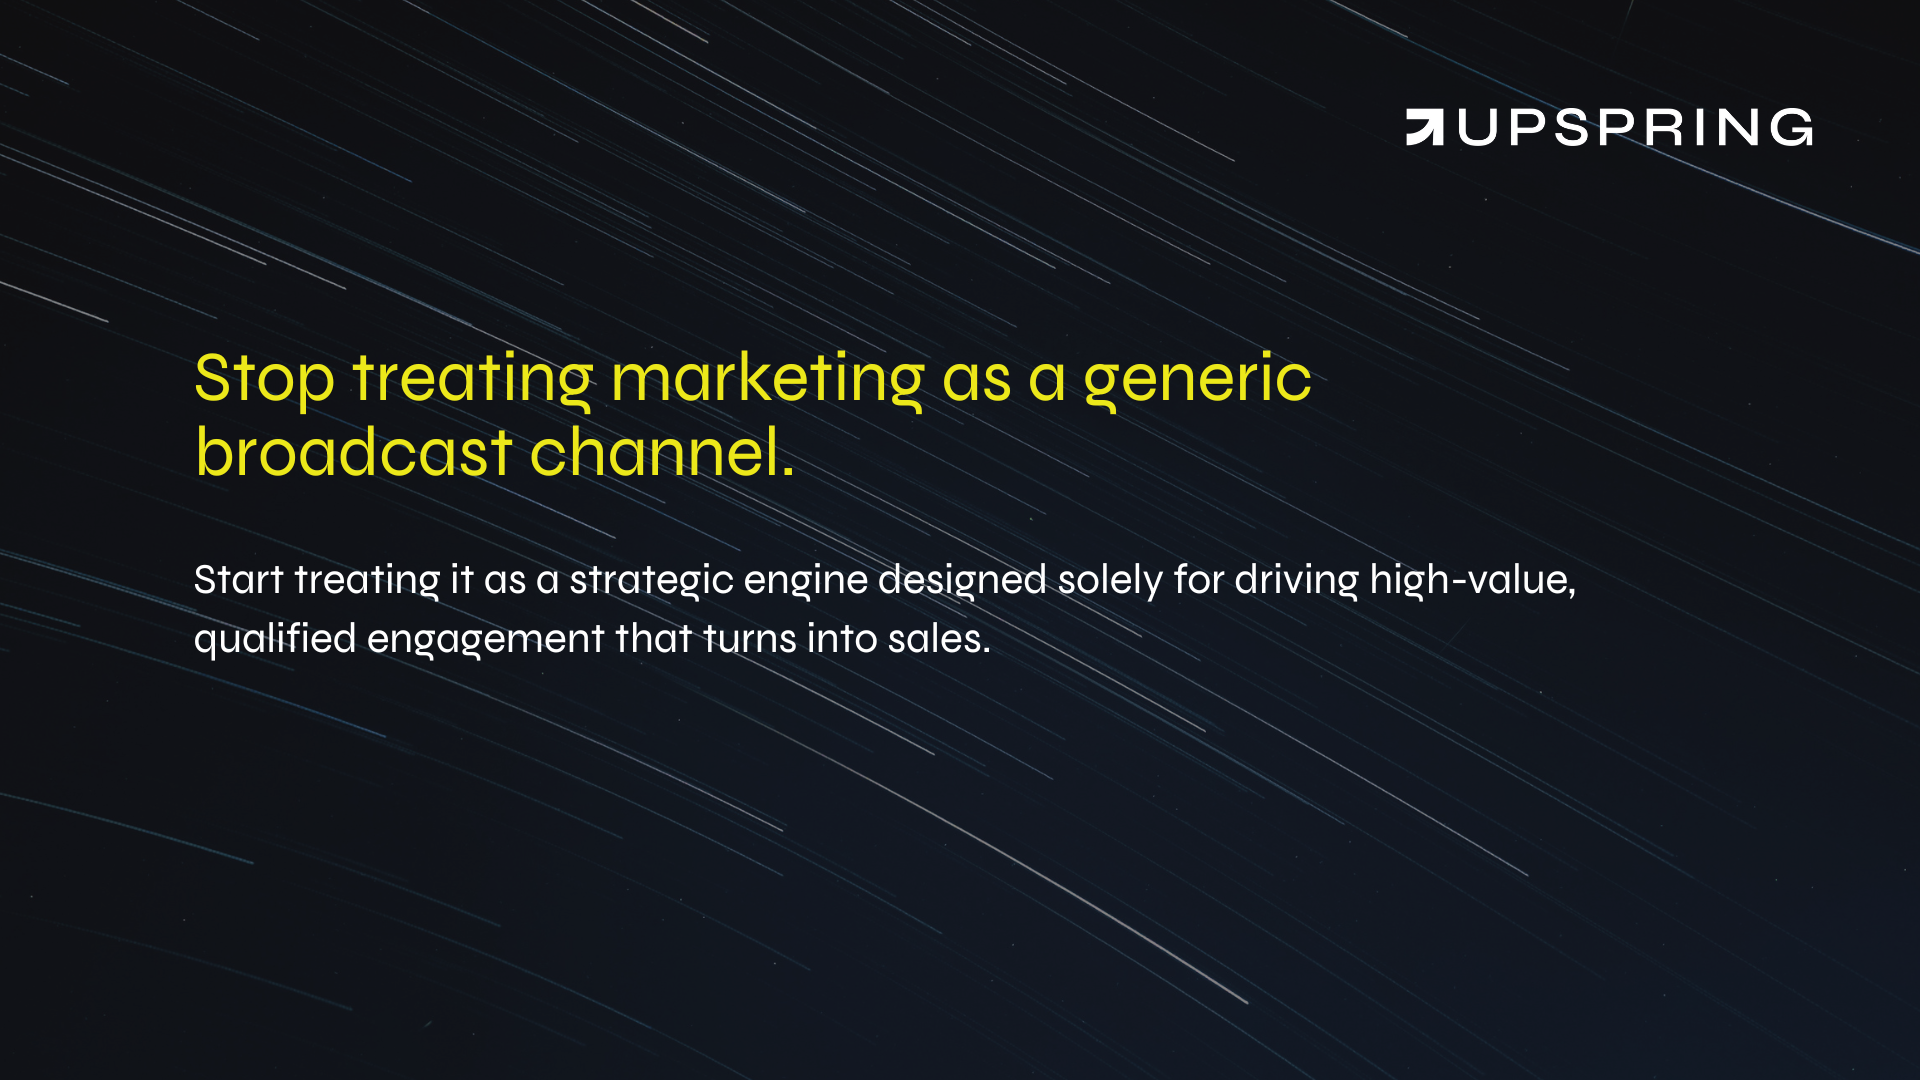 UPSPRING
Stop treating marketing as a generic
broadcast channel.
Start treating it as a strategic engine designed solely for driving high-value,
qualified engagement that turns into sales.